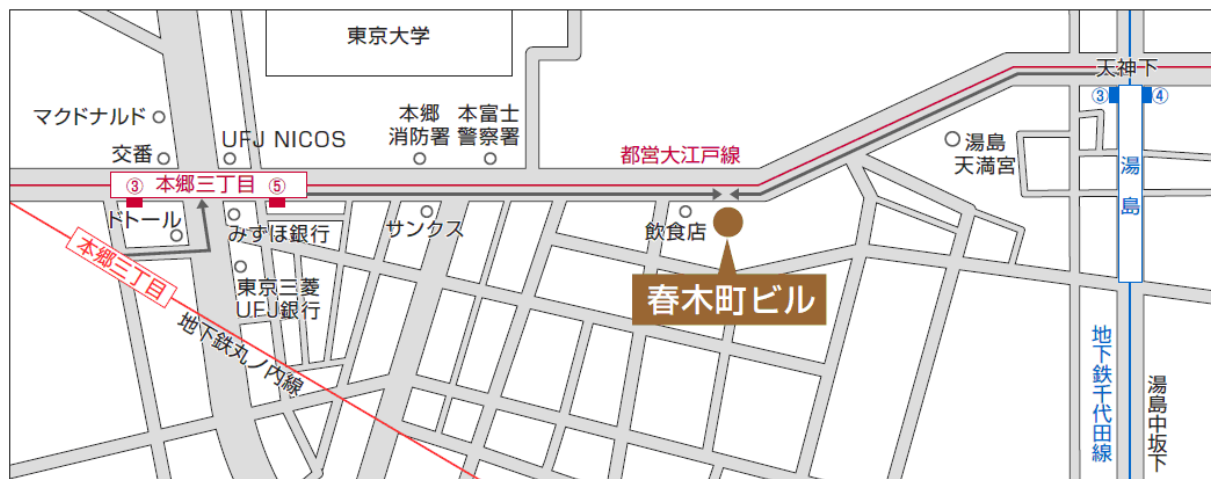 東京大学
天神下
マクドナルド
本郷
消防署
本富士
警察署
③
④
交番
UFJ NICOS
都営大江戸線
湯島
天満宮
湯島
③
本郷三丁目
⑤
ドトール
みずほ銀行
サンクス
飲食店
本郷三丁目
東京三菱
UFJ銀行
春木町ビル
地下鉄丸ノ内線
地下鉄千代田線
湯島中坂下